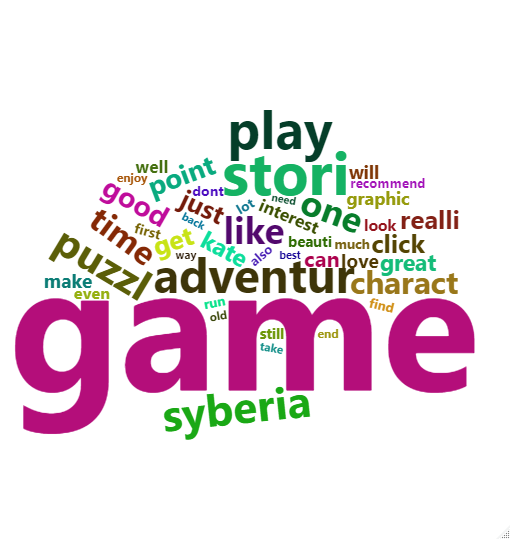 play
stori
well
point
will
enjoy
dont
recommend
good
just
lot
need
one
graphic
back
interest
time
first
like
look
realli
get
kate
also
beauti
much
click
puzzl
way
best
can
love
great
adventur
make
charact
even
game
run
find
old
still
end
take
syberia